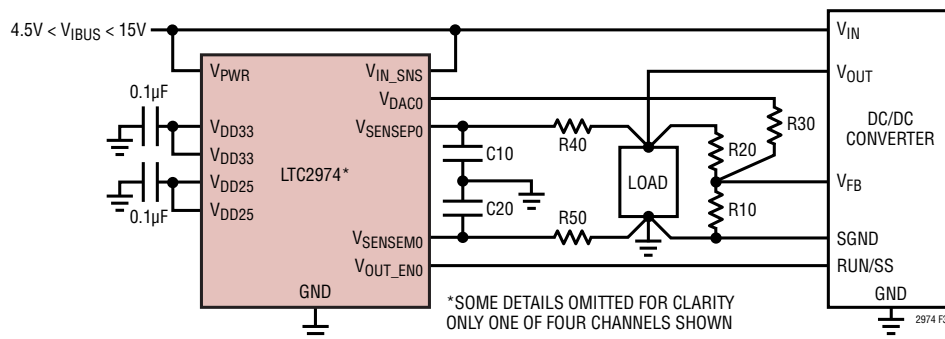 4.5V < VIBUS < 15V
VPWR
VIN_SNS
VIN
0.1µF
VDAC0
VOUT
VDD33
VSENSEP0
R40
R30
DC/DC
CONVERTER
VDD33
C10
R20
LTC2974*
LOAD
VDD25
VFB
0.1µF
VDD25
C20
R50
R10
VSENSEM0
SGND
VOUT_EN0
RUN/SS
GND
*SOME DETAILS OMITTED FOR CLARITY
ONLY ONE OF FOUR CHANNELS SHOWN
GND